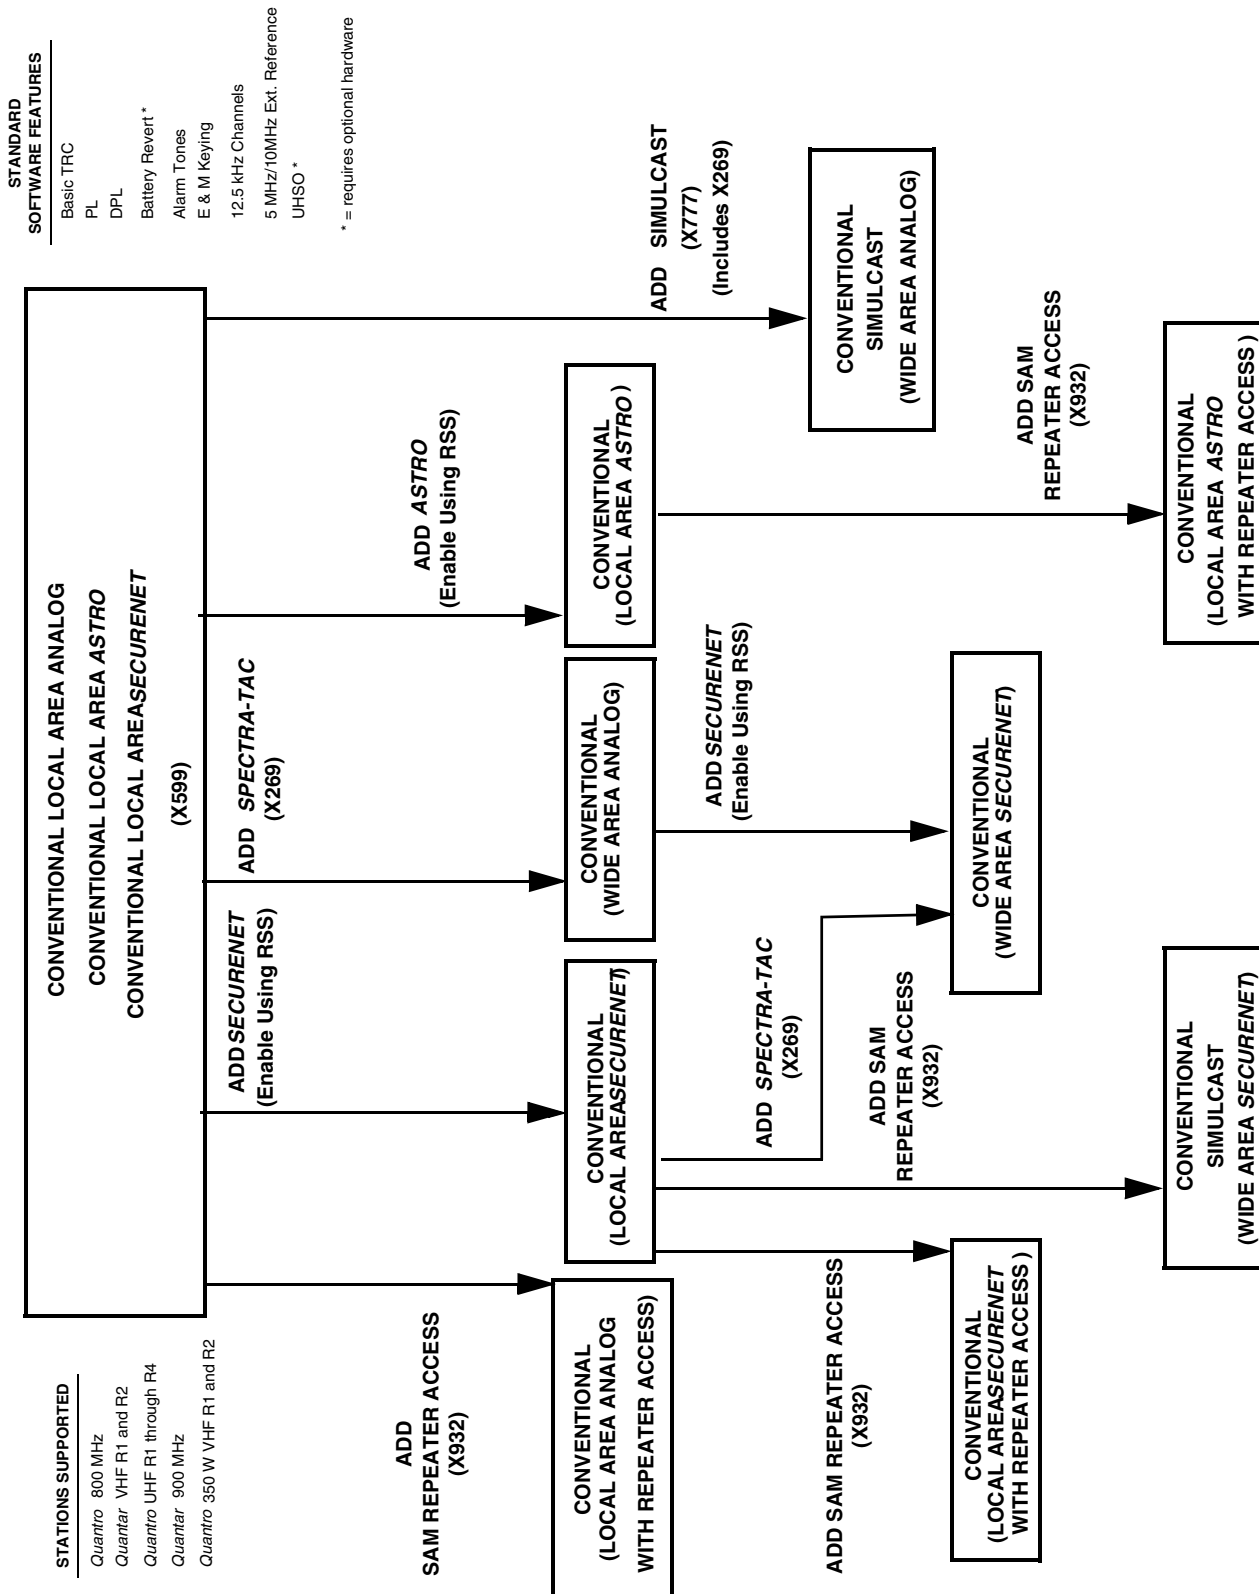 STANDARD
SOFTWARE FEATURES
Basic TRC
PL
DPL
Battery Revert *
Alarm Tones
E & M Keying
12.5 kHz Channels
5 MHz/10MHz Ext. Reference
UHSO *
* = requires optional hardware
CONVENTIONAL LOCAL AREA ANALOG
CONVENTIONAL LOCAL AREA ASTRO
CONVENTIONAL LOCAL AREASECURENET
(X599)
STATIONS SUPPORTED
Quantro 800 MHz
Quantar VHF R1 and R2
Quantro UHF R1 through R4
Quantar 900 MHz
Quantro 350 W VHF R1 and R2
ADD
SAM REPEATER ACCESS
(X932)
ADDSECURENET
(Enable Using RSS)
ADD SPECTRA-TAC
(X269)
ADD ASTRO
(Enable Using RSS)
ADD SIMULCAST
(X777)
(Includes X269)
CONVENTIONAL
(LOCAL AREA ANALOG
WITH REPEATER ACCESS)
CONVENTIONAL
(LOCAL AREASECURENET)
CONVENTIONAL
(WIDE AREA ANALOG)
CONVENTIONAL
(LOCAL AREA ASTRO )
CONVENTIONAL
SIMULCAST
(WIDE AREA ANALOG)
ADD SAM REPEATER ACCESS
(X932)
ADD SPECTRA-TAC
(X269)
ADD SAM
REPEATER ACCESS
(X932)
ADD SECURENET
(Enable Using RSS)
ADD SAM
REPEATER ACCESS
(X932)
CONVENTIONAL
(LOCAL AREASECURENET
WITH REPEATER ACCESS )
CONVENTIONAL
(WIDE AREA SECURENET)
CONVENTIONAL
SIMULCAST
(WIDE AREA SECURENET)
CONVENTIONAL
(LOCAL AREA ASTRO
WITH REPEATER ACCESS )